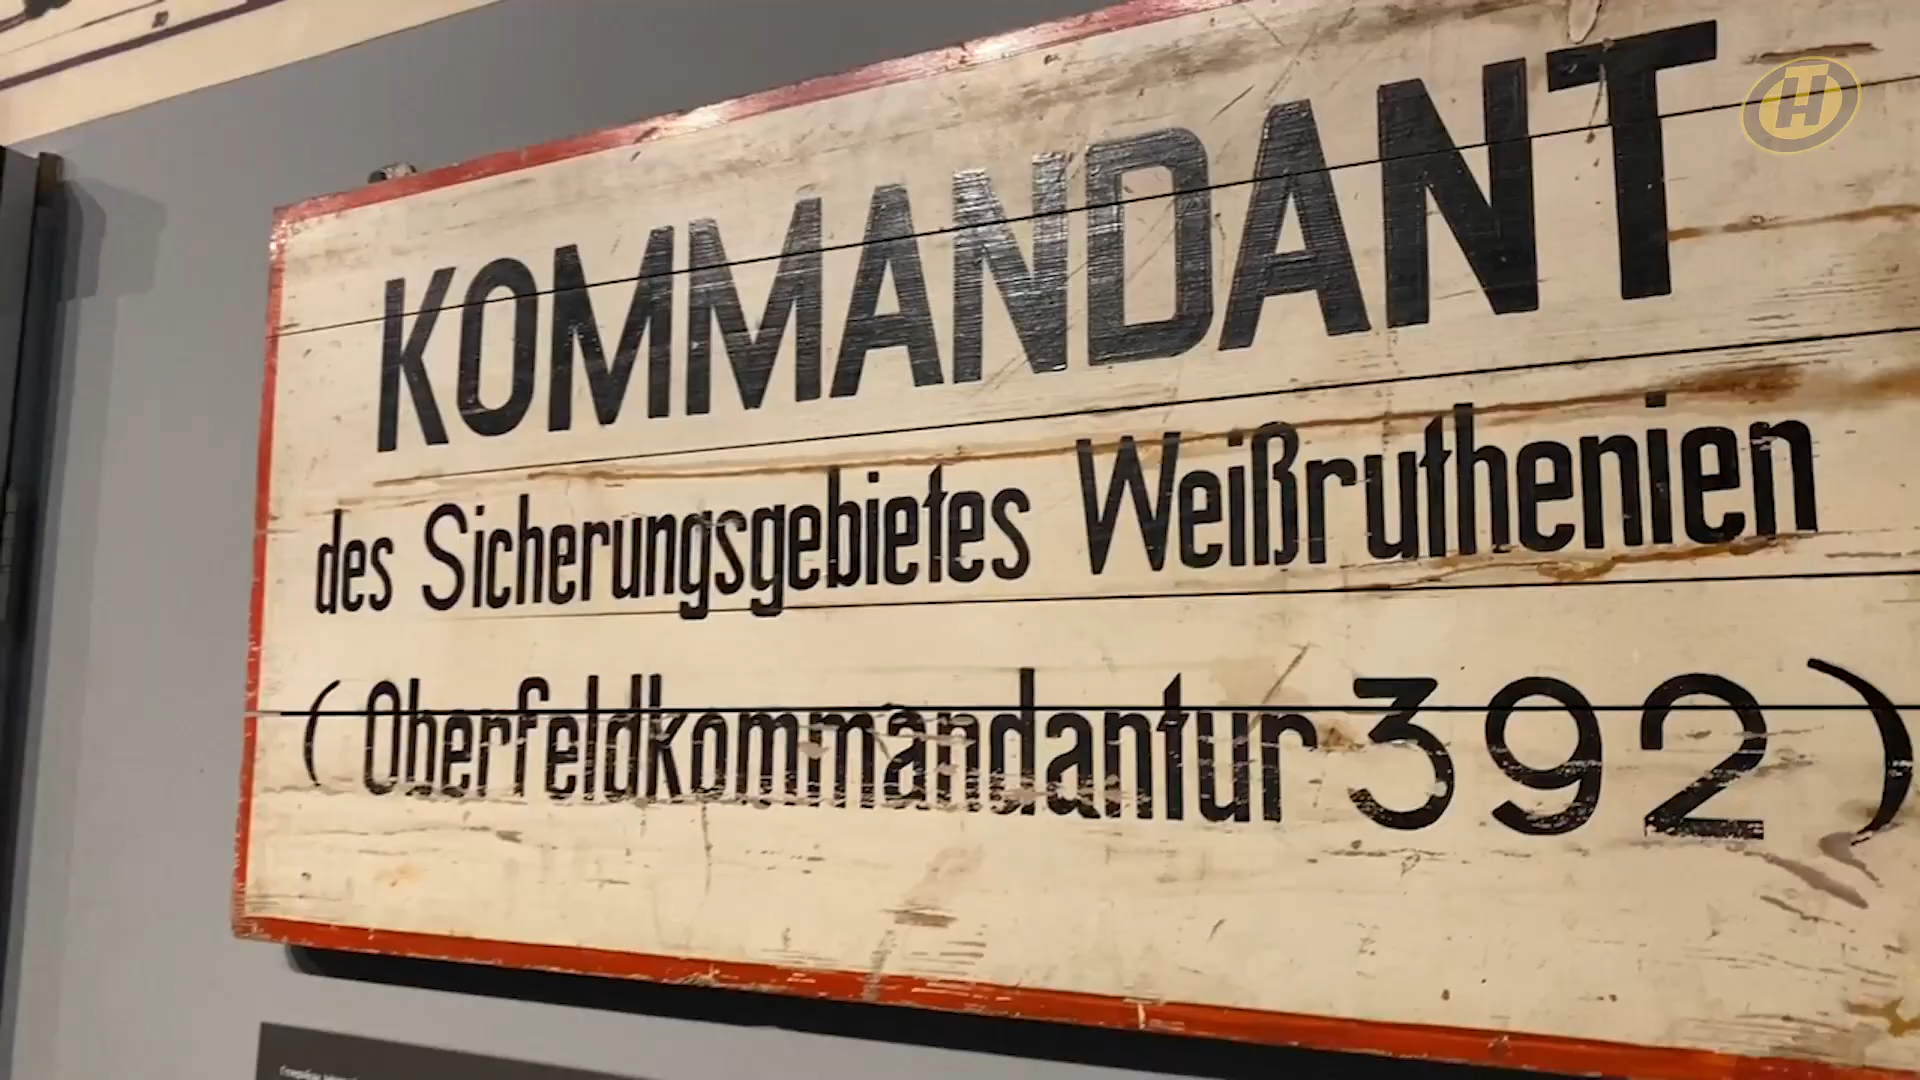 KOMMANDANT
des Sicherungsgebietes Weißruthenien
(Oberfeldkommandantur 392)